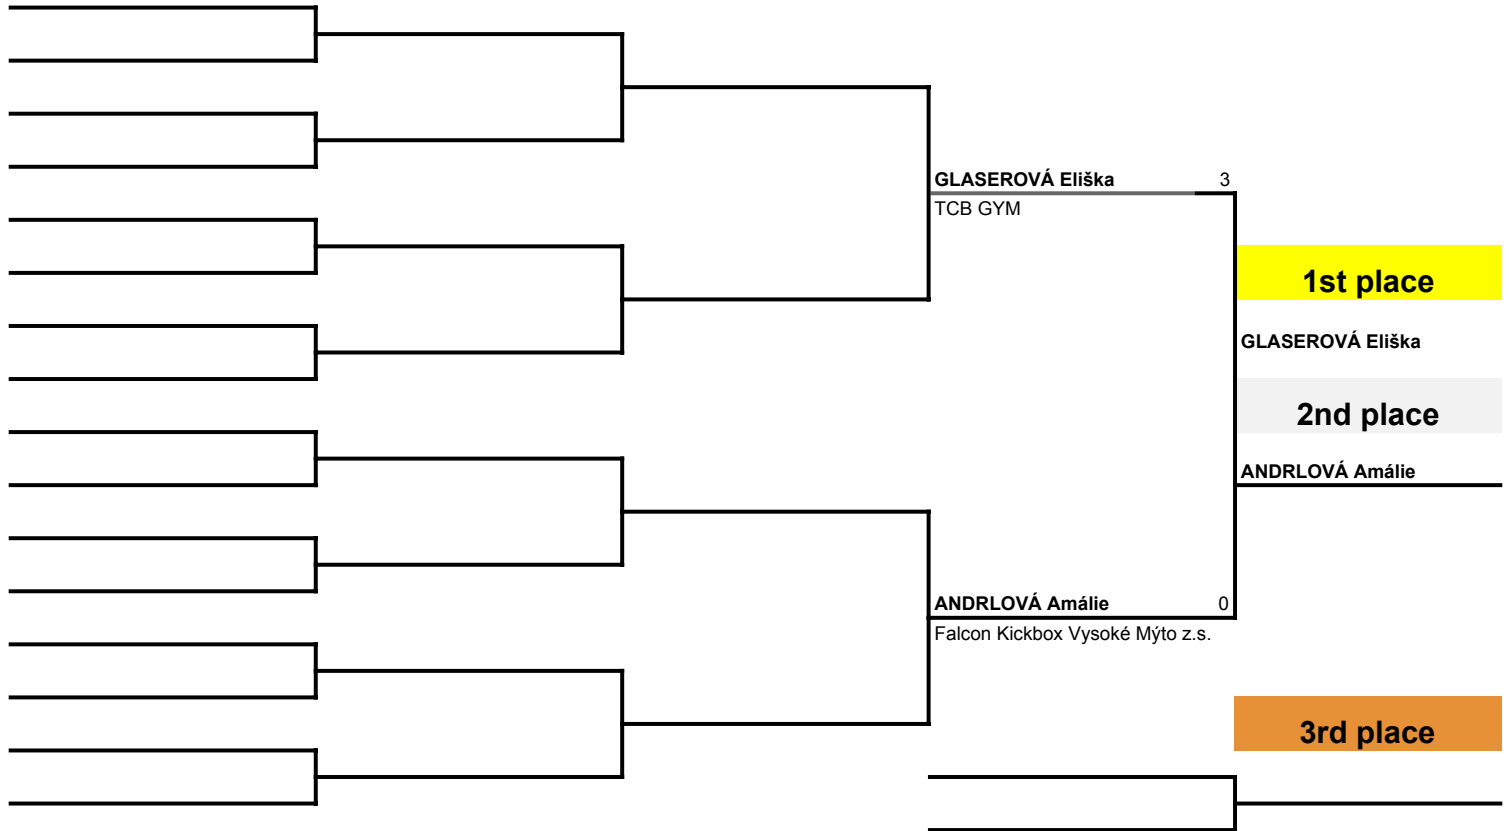 GLASEROVÁ Eliška 3
TCB GYM
1st place
GLASEROVÁ Eliška
2nd place
ANDRLOVÁ Amálie
ANDRLOVÁ Amálie 0
Falcon Kickbox Vysoké Mýto z.s.
3rd place